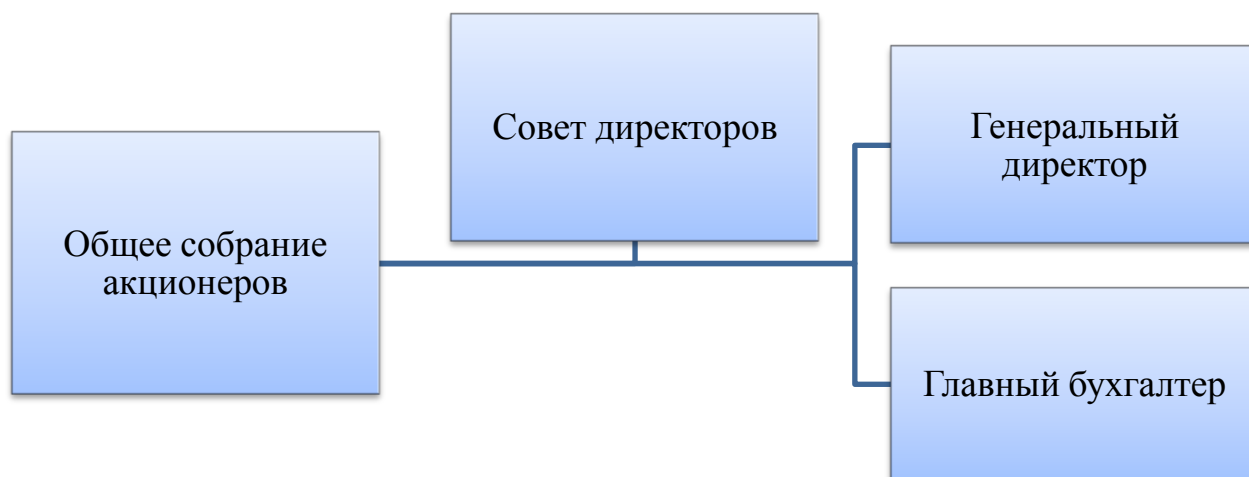 Общее собрание
акционеров
Совет директоров
Генеральный
директор
Главный бухгалтер